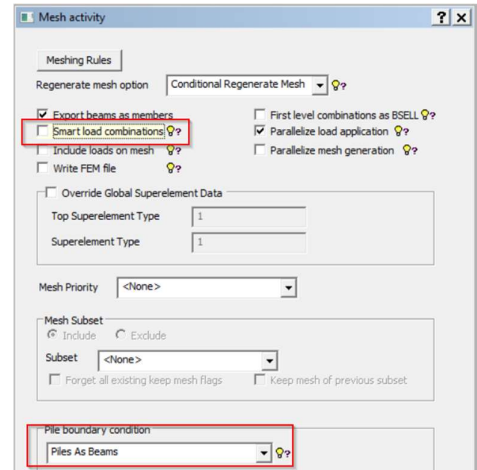 Mesh activity
Meshing Rules
Regenerate mesh option Conditional Regenerate Mesh
Export beams as members First level combinations as BSELL
Smart load combinations Parallelize load application
Include loads on mesh Parallelize mesh generation
Write FEM file
Override Global Superelement Data
Top Superelement Type 1
Superelement Type 1
Mesh Priority <None>
Mesh Subset
Include Exclude
Subset <None>
Forget all existing keep mesh flags Keep mesh of previous subset
Pile boundary condition
Piles As Beams